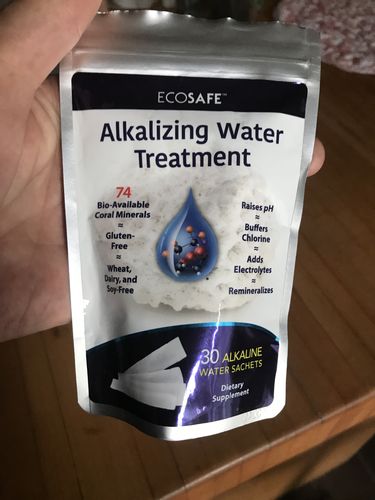 ECOSAFE™
Alkalizing Water
Treatment
74
Bio-Available
Coral Minerals
≈
Gluten-
Free
≈
Wheat,
Dairy, and
Soy-Free
Raises pH
≈
Buffers
Chlorine
≈
Adds
Electrolytes
≈
Remineralizes
30 ALKALINE
WATER SACHETS
Dietary
Supplement